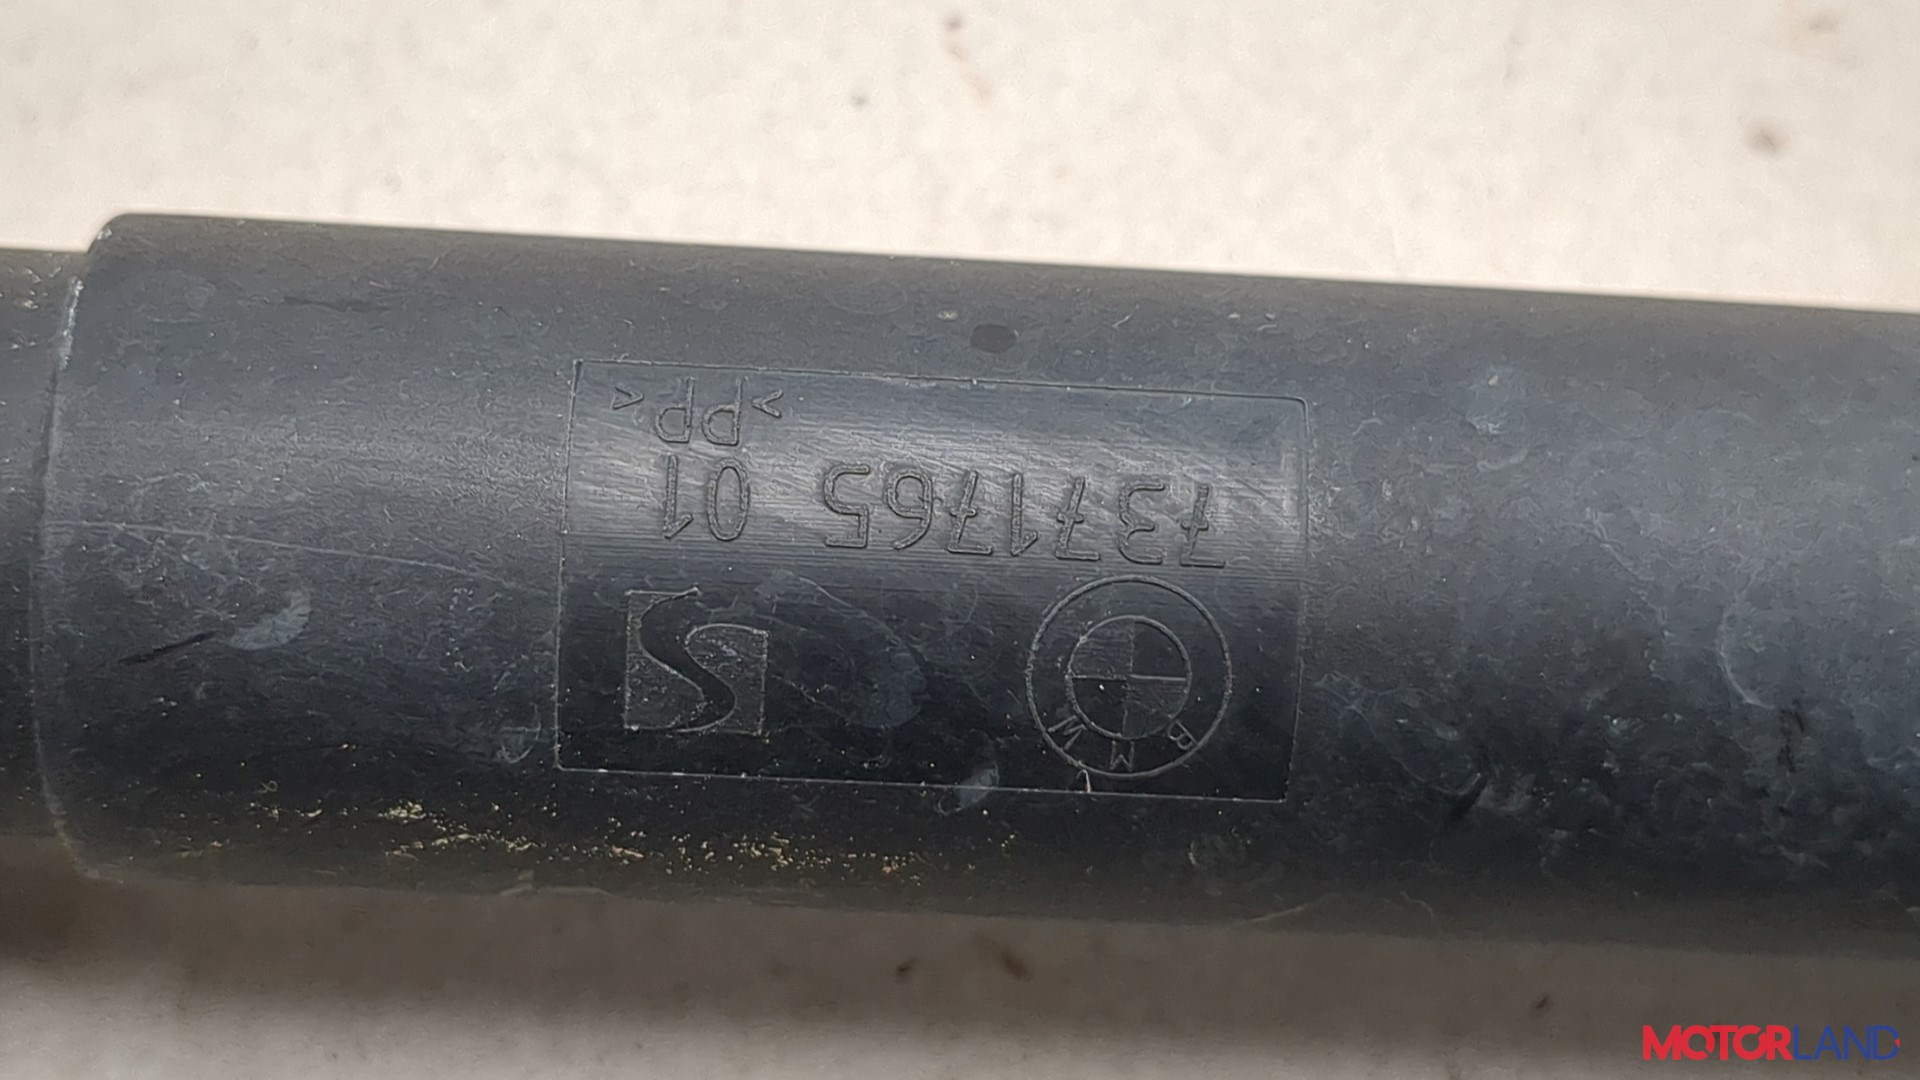 BMW S
7371765 01
>PP<
MOTORLAND